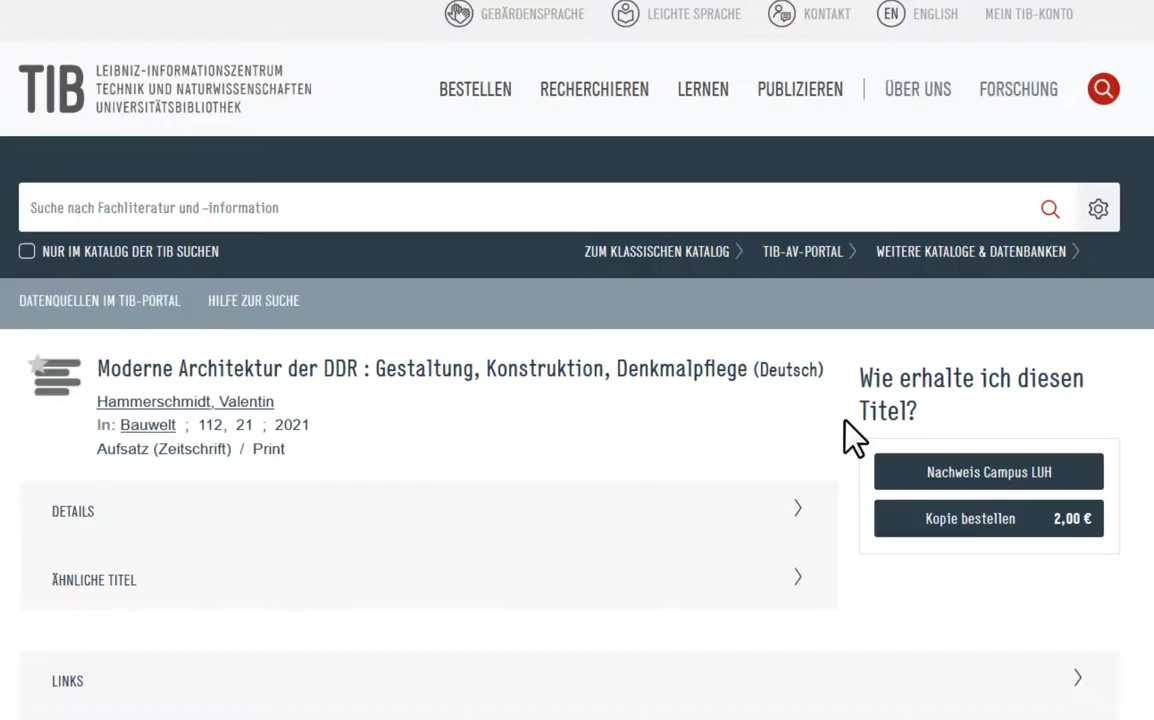 GEBÄRDENSPRACHE LEICHTE SPRACHE KONTAKT EN ENGLISH MEIN TIB-KONTO
TIB
LEIBNIZ-INFORMATIONSZENTRUM
TECHNIK UND NATURWISSENSCHAFTEN
UNIVERSITÄTSBIBLIOTHEK
BESTELLEN RECHERCHIEREN LERNEN PUBLIZIEREN ÜBER UNS FORSCHUNG
Suche nach Fachliteratur und –information
NUR IM KATALOG DER TIB SUCHEN
ZUM KLASSISCHEN KATALOG TIB-AV-PORTAL WEITERE KATALOGE & DATENBANKEN
DATENQUELLEN IM TIB-PORTAL HILFE ZUR SUCHE
Moderne Architektur der DDR : Gestaltung, Konstruktion, Denkmalpflege (Deutsch)
Hammerschmidt, Valentin
In: Bauwelt ; 112, 21 ; 2021
Aufsatz (Zeitschrift) / Print
Wie erhalte ich diesen
Titel?
Nachweis Campus LUH
Kopie bestellen 2,00 €
DETAILS
ÄHNLICHE TITEL
LINKS